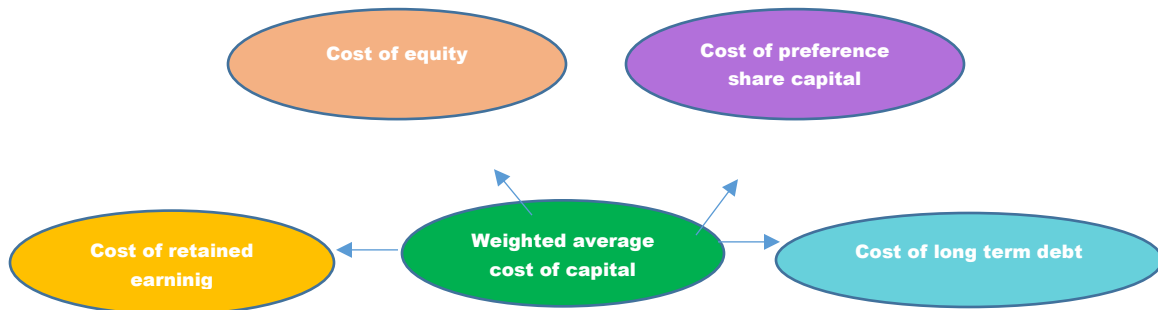 Cost of equity
Cost of preference
share capital
Cost of retained
earninig
Weighted average
cost of capital
Cost of long term debt